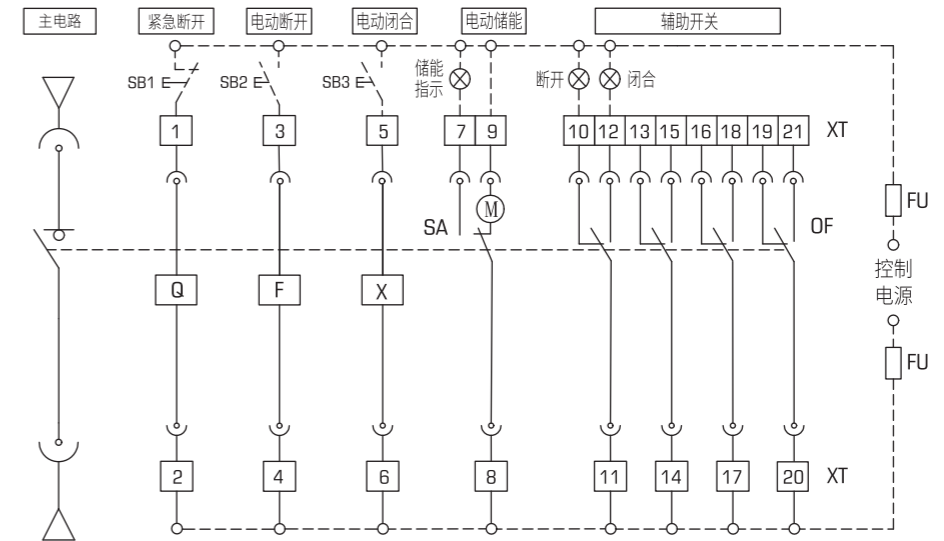 主电路 紧急断开 电动断开 电动闭合 电动储能 辅助开关
SB1 SB2 SB3 储能
指示 断开 闭合
1 3 5 7 9 10 12 13 15 16 18 19 21 XT
FU
M
SA OF
控制
电源
Q F X
FU
2 4 6 8 11 14 17 20 XT